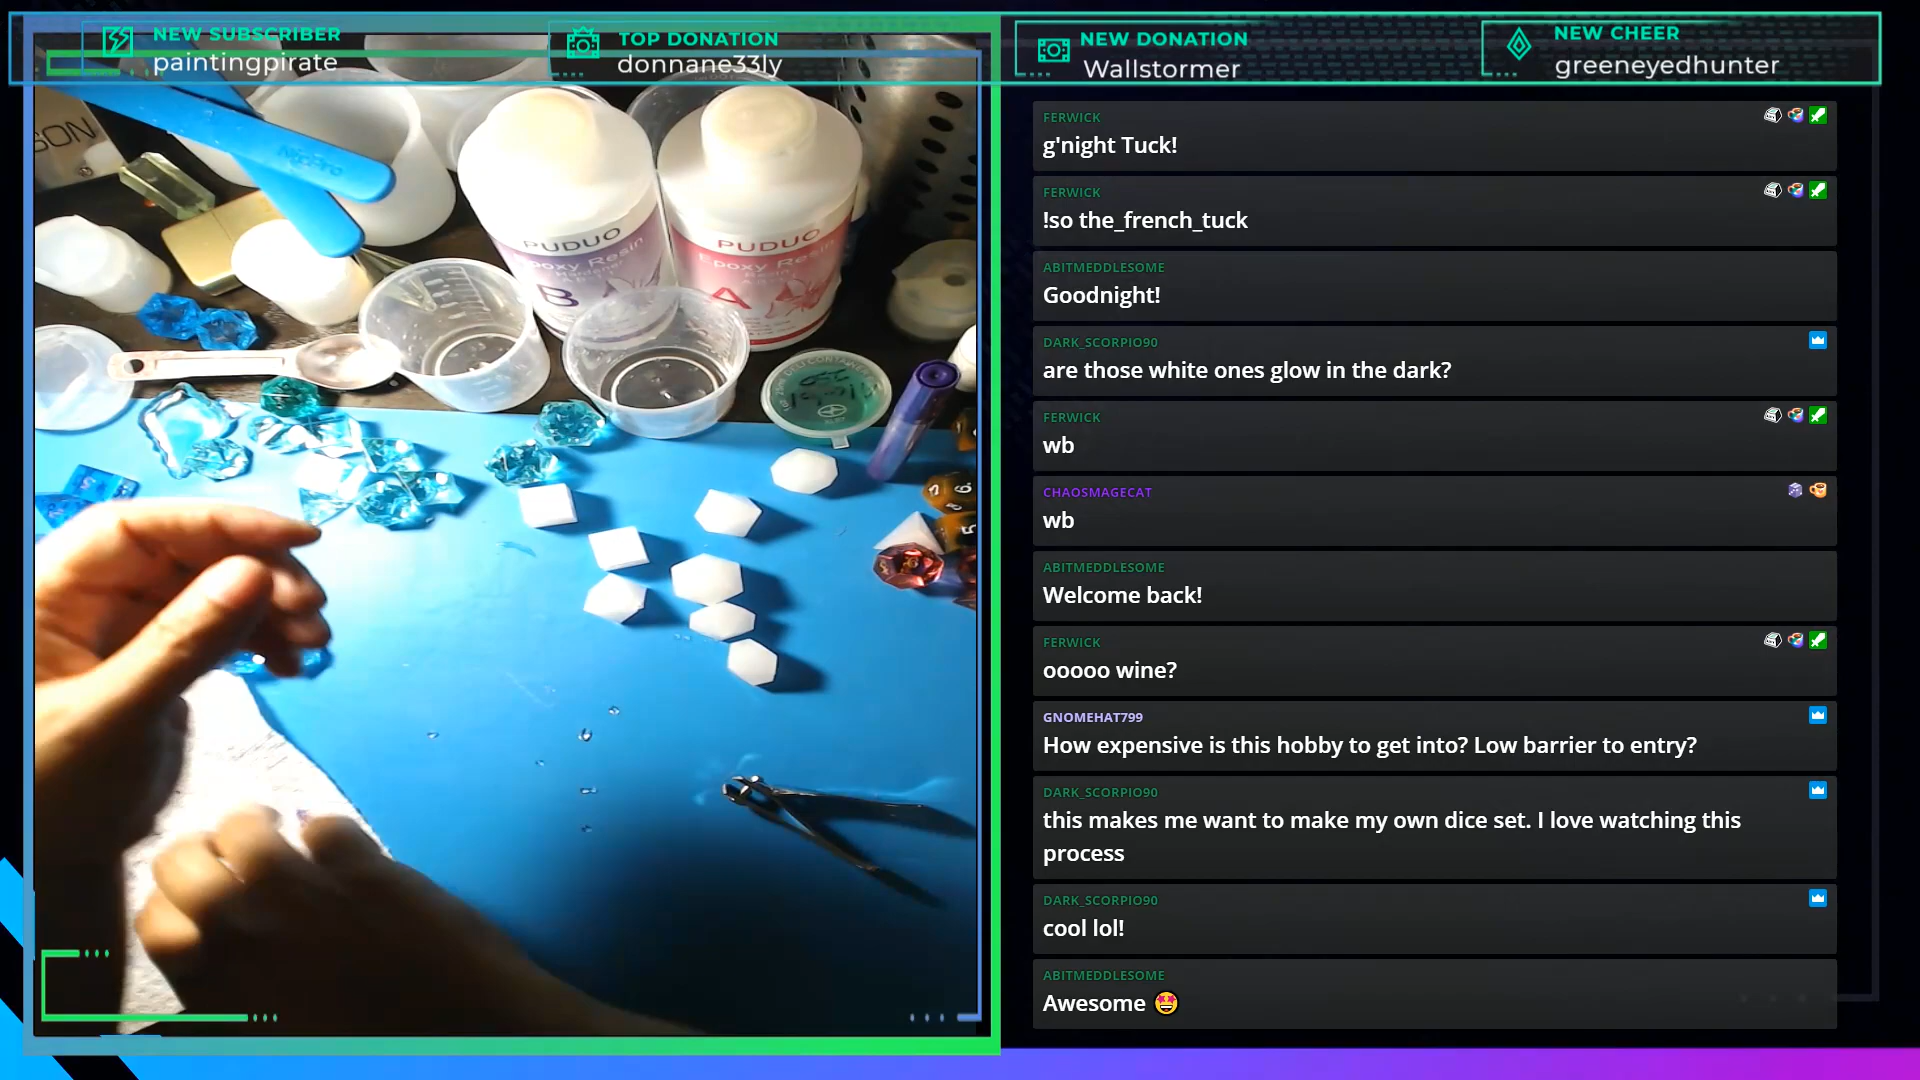 NEW SUBSCRIBER
paintingpirate
TOP DONATION
donnane33ly
NEW DONATION
Wallstormer
NEW CHEER
greeneyedhunter
PUDUO
Epoxy Resin
Hardener
B
PUDUO
Epoxy Resin
A
FERWICK
g'night Tuck!
FERWICK
!so the_french_tuck
ABITMEDDLESOME
Goodnight!
DARK_SCORPIO90
are those white ones glow in the dark?
FERWICK
wb
CHAOSMAGECAT
wb
ABITMEDDLESOME
Welcome back!
FERWICK
ooooo wine?
GNOMEHAT799
How expensive is this hobby to get into? Low barrier to entry?
DARK_SCORPIO90
this makes me want to make my own dice set. I love watching this
process
DARK_SCORPIO90
cool lol!
ABITMEDDLESOME
Awesome 🤩